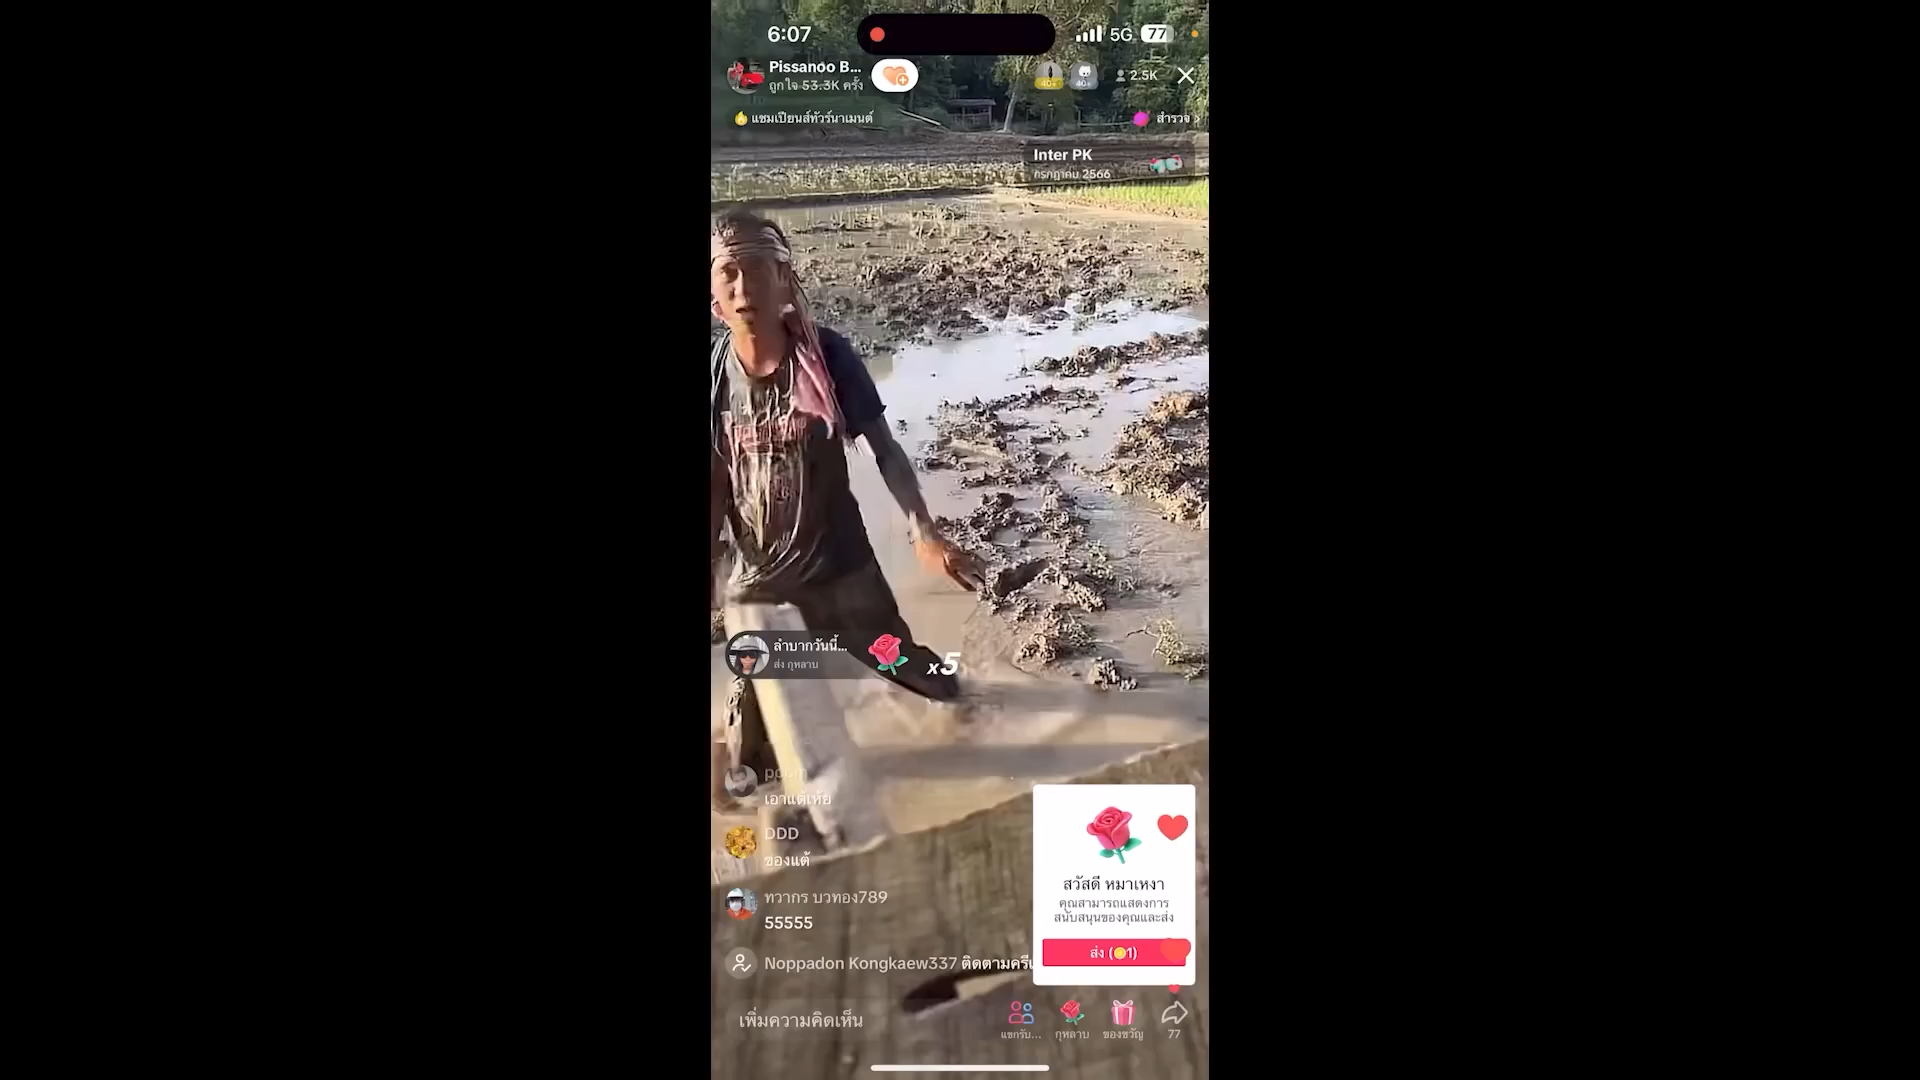 6:07
5G 77
Pissanoo B...
ถูกใจ 53.3K ครั้ง
40+
40+
2.5K
แชมเปียนส์ทัวร์นาเมนต์
สำรวจ
Inter PK
กรกฎาคม 2566
ลำบากวันนี้...
ส่ง กุหลาบ
x5
เอาแต้เห้ย
DDD
ของแต้
ทวากร บวทอง789
55555
Noppadon Kongkaew337 ติดตามครีเ
สวัสดี หมาเหงา
คุณสามารถแสดงการ
สนับสนุนของคุณและส่ง
ส่ง (1)
เพิ่มความคิดเห็น
แขกรับ...
กุหลาบ
ของขวัญ
77